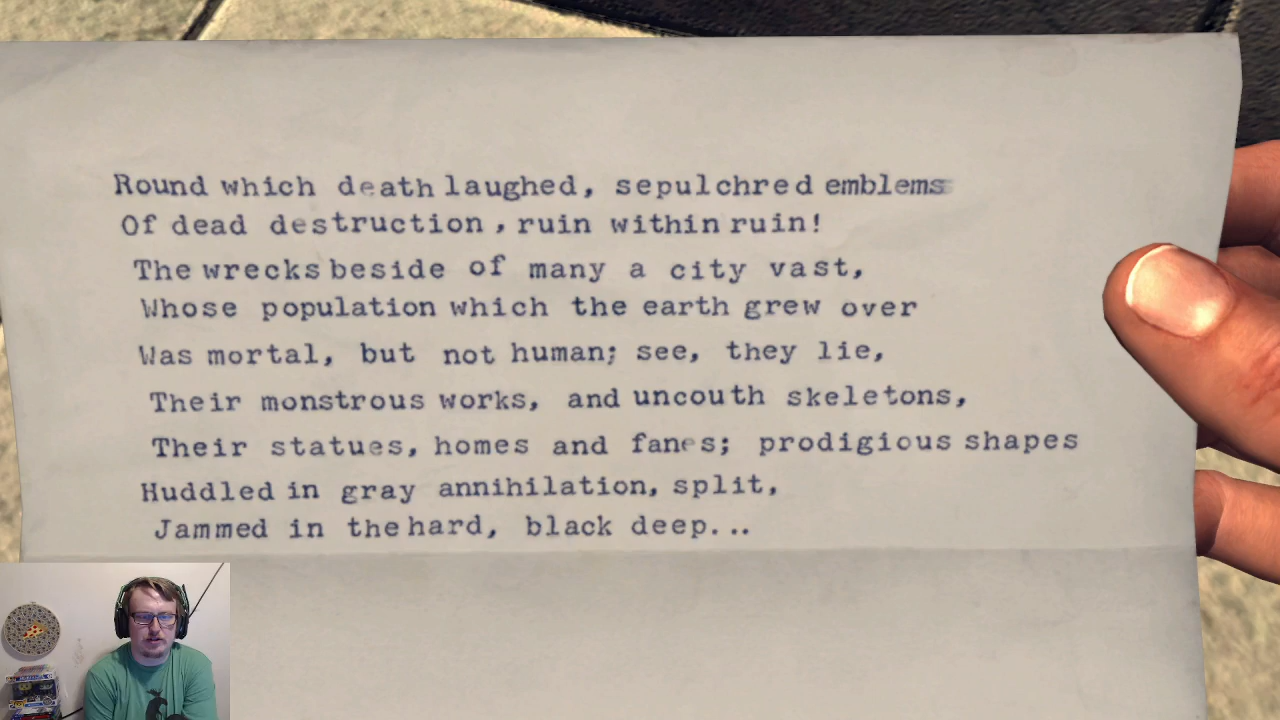 Round which death laughed, sepulchred emblems
Of dead destruction, ruin within ruin!
The wrecks beside of many a city vast,
Whose population which the earth grew over
Was mortal, but not human; see, they lie,
Their monstrous works, and uncouth skeletons,
Their statues, homes and fanes; prodigious shapes
Huddled in gray annihilation, split,
Jammed in the hard, black deep...